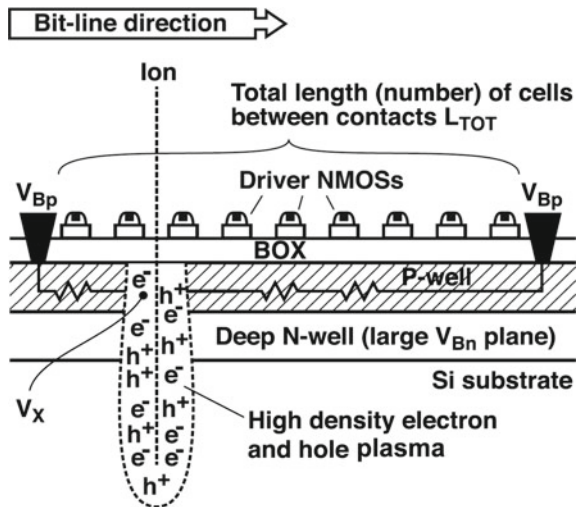 Bit-line direction
Ion
Total length (number) of cells
between contacts L_TOT
V_Bp
Driver NMOSs
V_Bp
BOX
P-well
e- h+
e-
e-
h+ h+
h+ e-
e- h+
h+ e-
e- e-
h+
Deep N-well (large V_Bn plane)
Si substrate
V_X
High density electron
and hole plasma